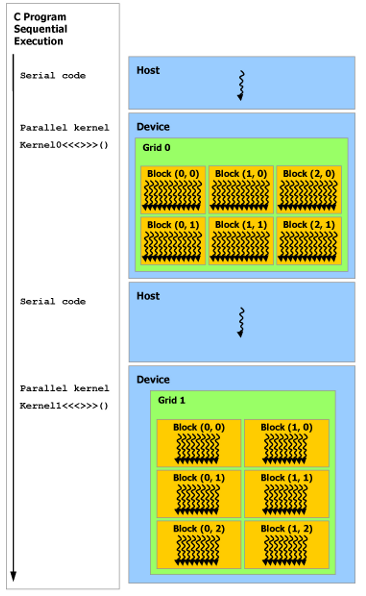 C Program
Sequential
Execution
Serial code
Host
Parallel kernel
Kernel0<<<>>>()
Device
Grid 0
Block (0, 0)
Block (1, 0)
Block (2, 0)
Block (0, 1)
Block (1, 1)
Block (2, 1)
Serial code
Host
Parallel kernel
Kernel1<<<>>>()
Device
Grid 1
Block (0, 0)
Block (1, 0)
Block (0, 1)
Block (1, 1)
Block (0, 2)
Block (1, 2)